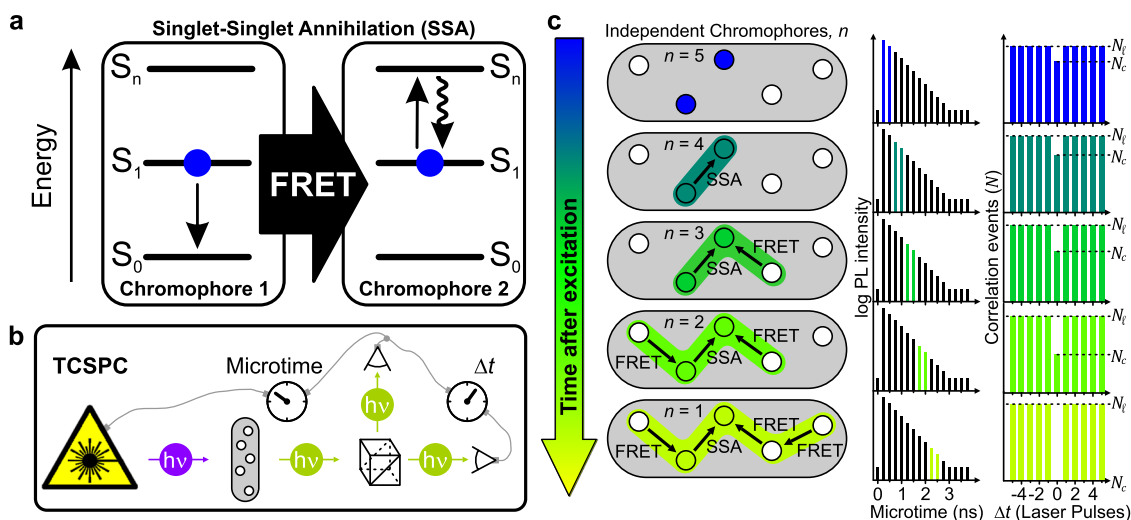 a
Singlet-Singlet Annihilation (SSA)
Energy
Sₙ
S₁
S₀
Chromophore 1
FRET
Sₙ
S₁
S₀
Chromophore 2
b
TCSPC
Microtime
Δt
hν
hν
hν
hν
c
Time after excitation
Independent Chromophores, n
n = 5
n = 4
SSA
n = 3
FRET
SSA
n = 2
FRET
FRET
SSA
n = 1
FRET
FRET
SSA
FRET
log PL intensity
0 1 2 3
Microtime (ns)
Correlation events (N)
Nℓ
Nc
Nℓ
Nc
Nℓ
Nc
Nℓ
Nc
Nℓ
Nc
-4 -2 0 2 4
Δt (Laser Pulses)